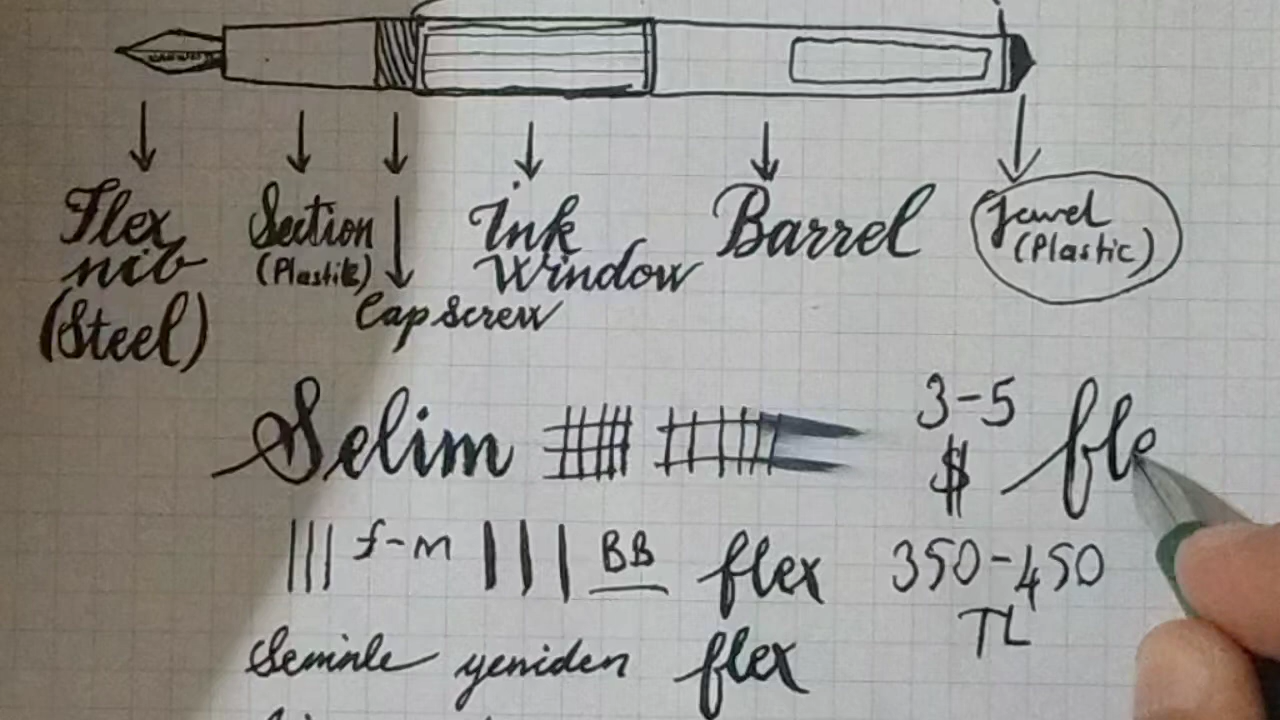 Flex
nib
(Steel)
Section
(Plastik)
Cap screw
Ink
Window
Barrel
Jewel
(Plastic)
Selim
3-5
$
fle
f-m
BB
flex
350-450
TL
Seninle yeniden flex